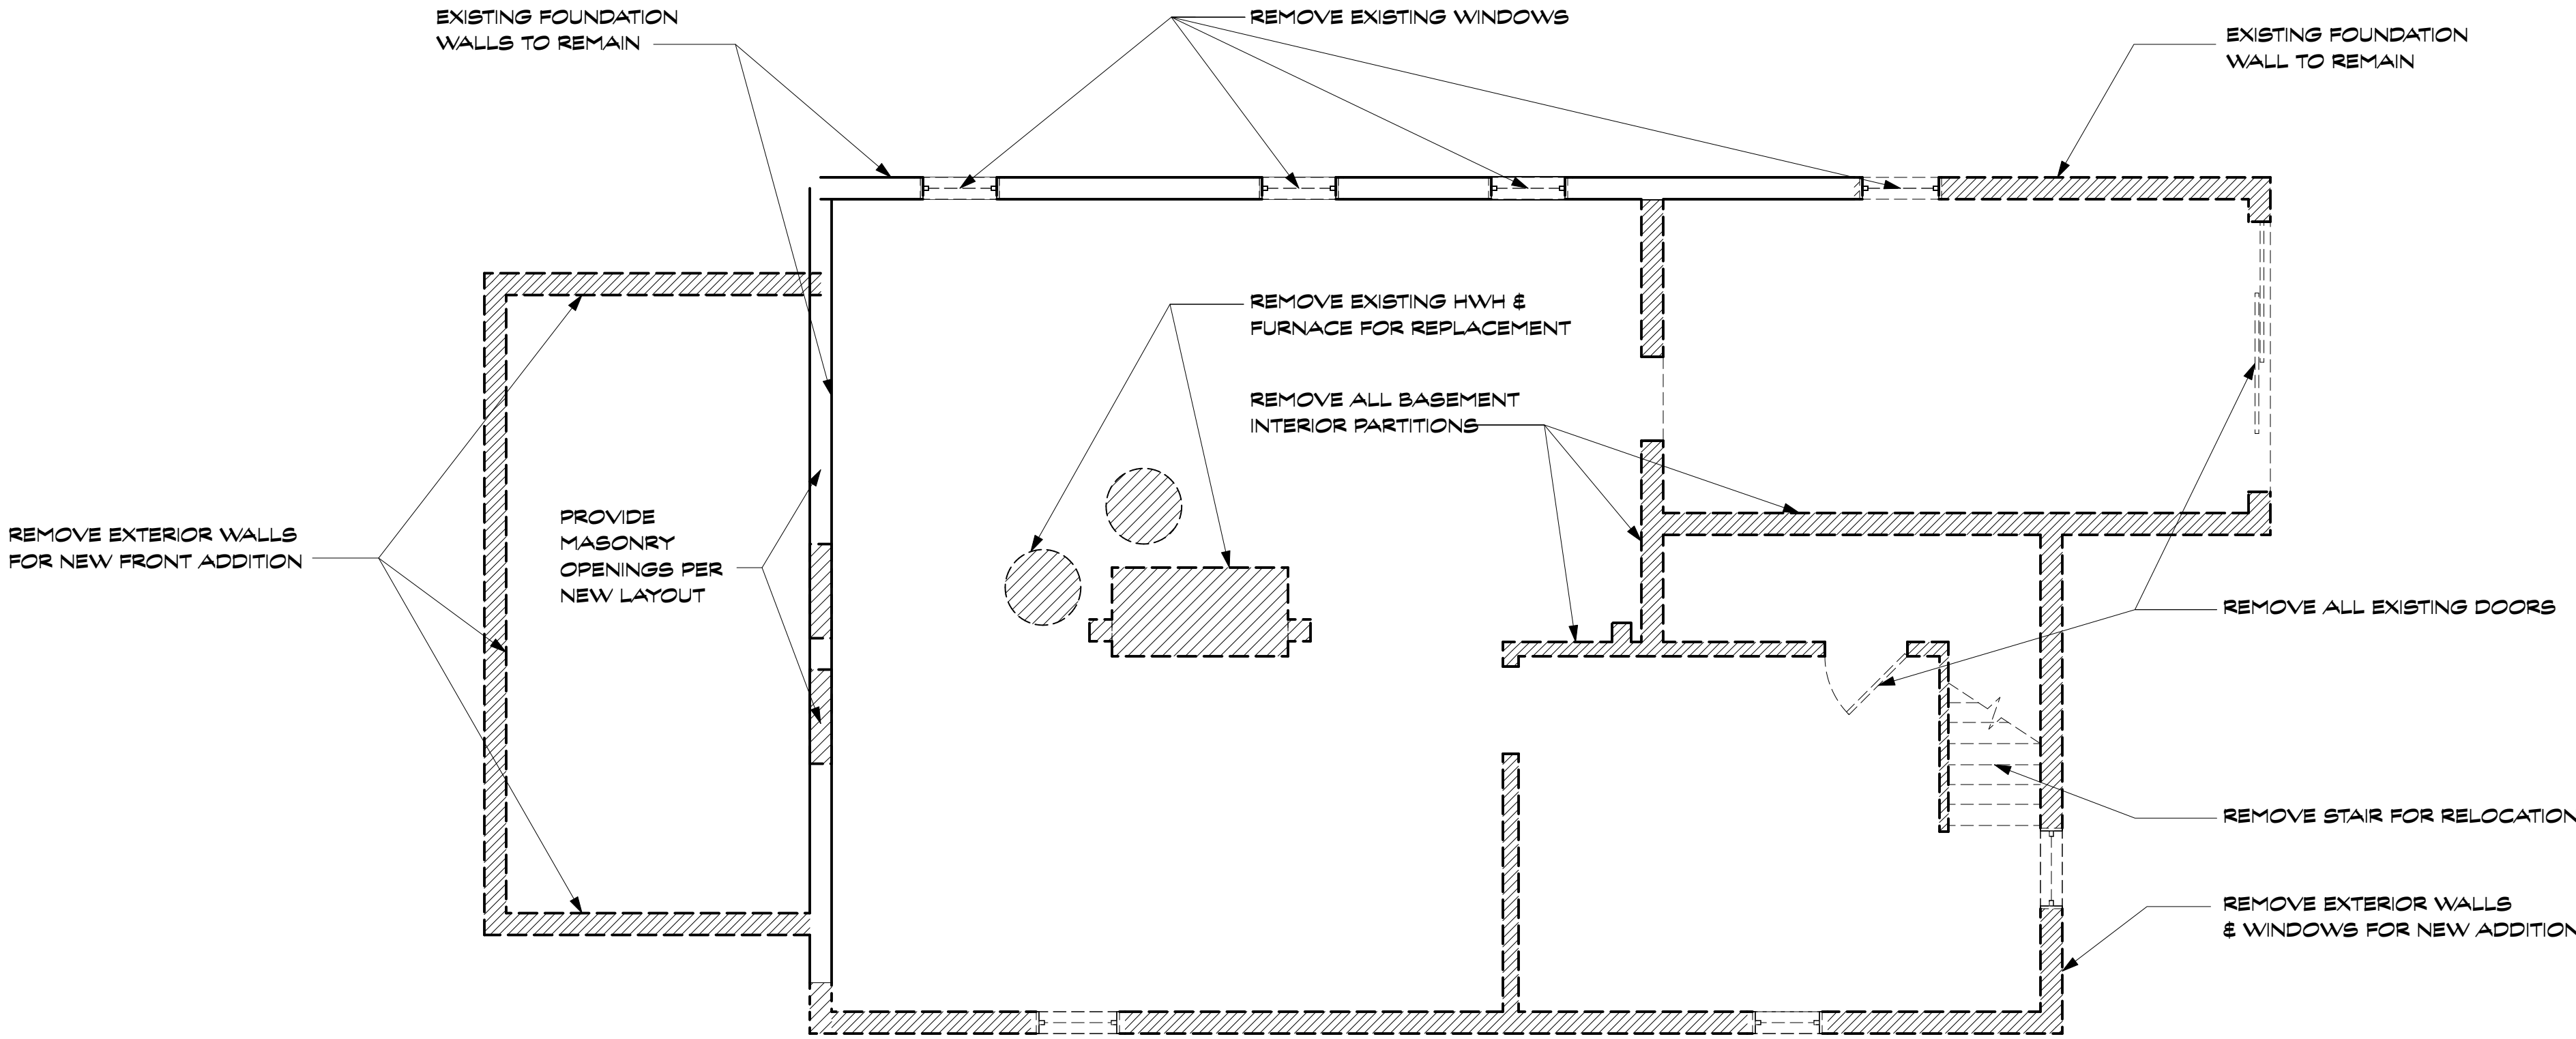 EXISTING FOUNDATION
WALLS TO REMAIN
REMOVE EXISTING WINDOWS
EXISTING FOUNDATION
WALL TO REMAIN
REMOVE EXISTING HWH &
FURNACE FOR REPLACEMENT
REMOVE ALL BASEMENT
INTERIOR PARTITIONS
REMOVE EXTERIOR WALLS
FOR NEW FRONT ADDITION
PROVIDE
MASONRY
OPENINGS PER
NEW LAYOUT
REMOVE ALL EXISTING DOORS
REMOVE STAIR FOR RELOCATION
REMOVE EXTERIOR WALLS
& WINDOWS FOR NEW ADDITION